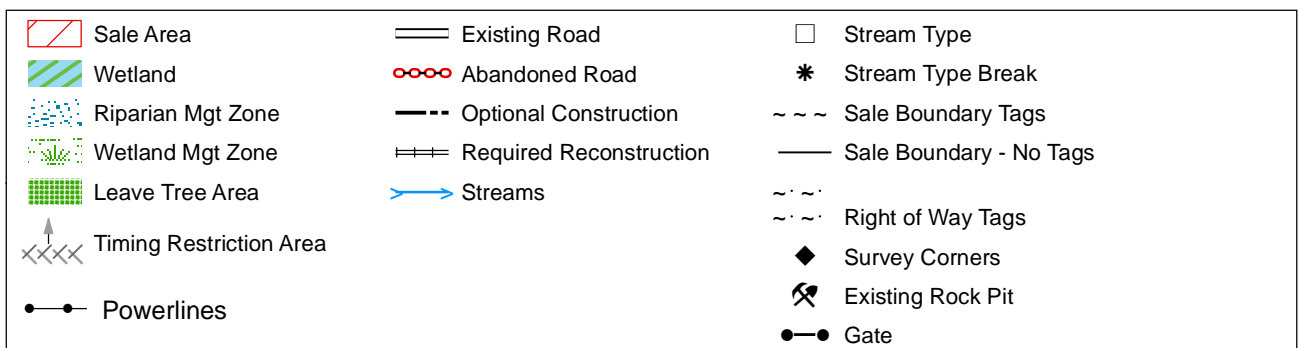 Sale Area
Wetland
Riparian Mgt Zone
Wetland Mgt Zone
Leave Tree Area
Timing Restriction Area
Powerlines
Existing Road
Abandoned Road
Optional Construction
Required Reconstruction
Streams
Stream Type
Stream Type Break
Sale Boundary Tags
Sale Boundary - No Tags
Right of Way Tags
Survey Corners
Existing Rock Pit
Gate